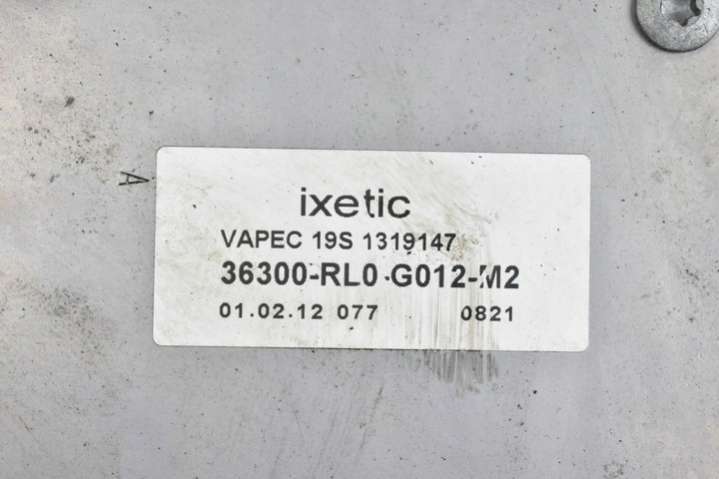 A
ixetic
VAPEC 19S 1319147
36300-RL0-G012-M2
01.02.12 077 0821